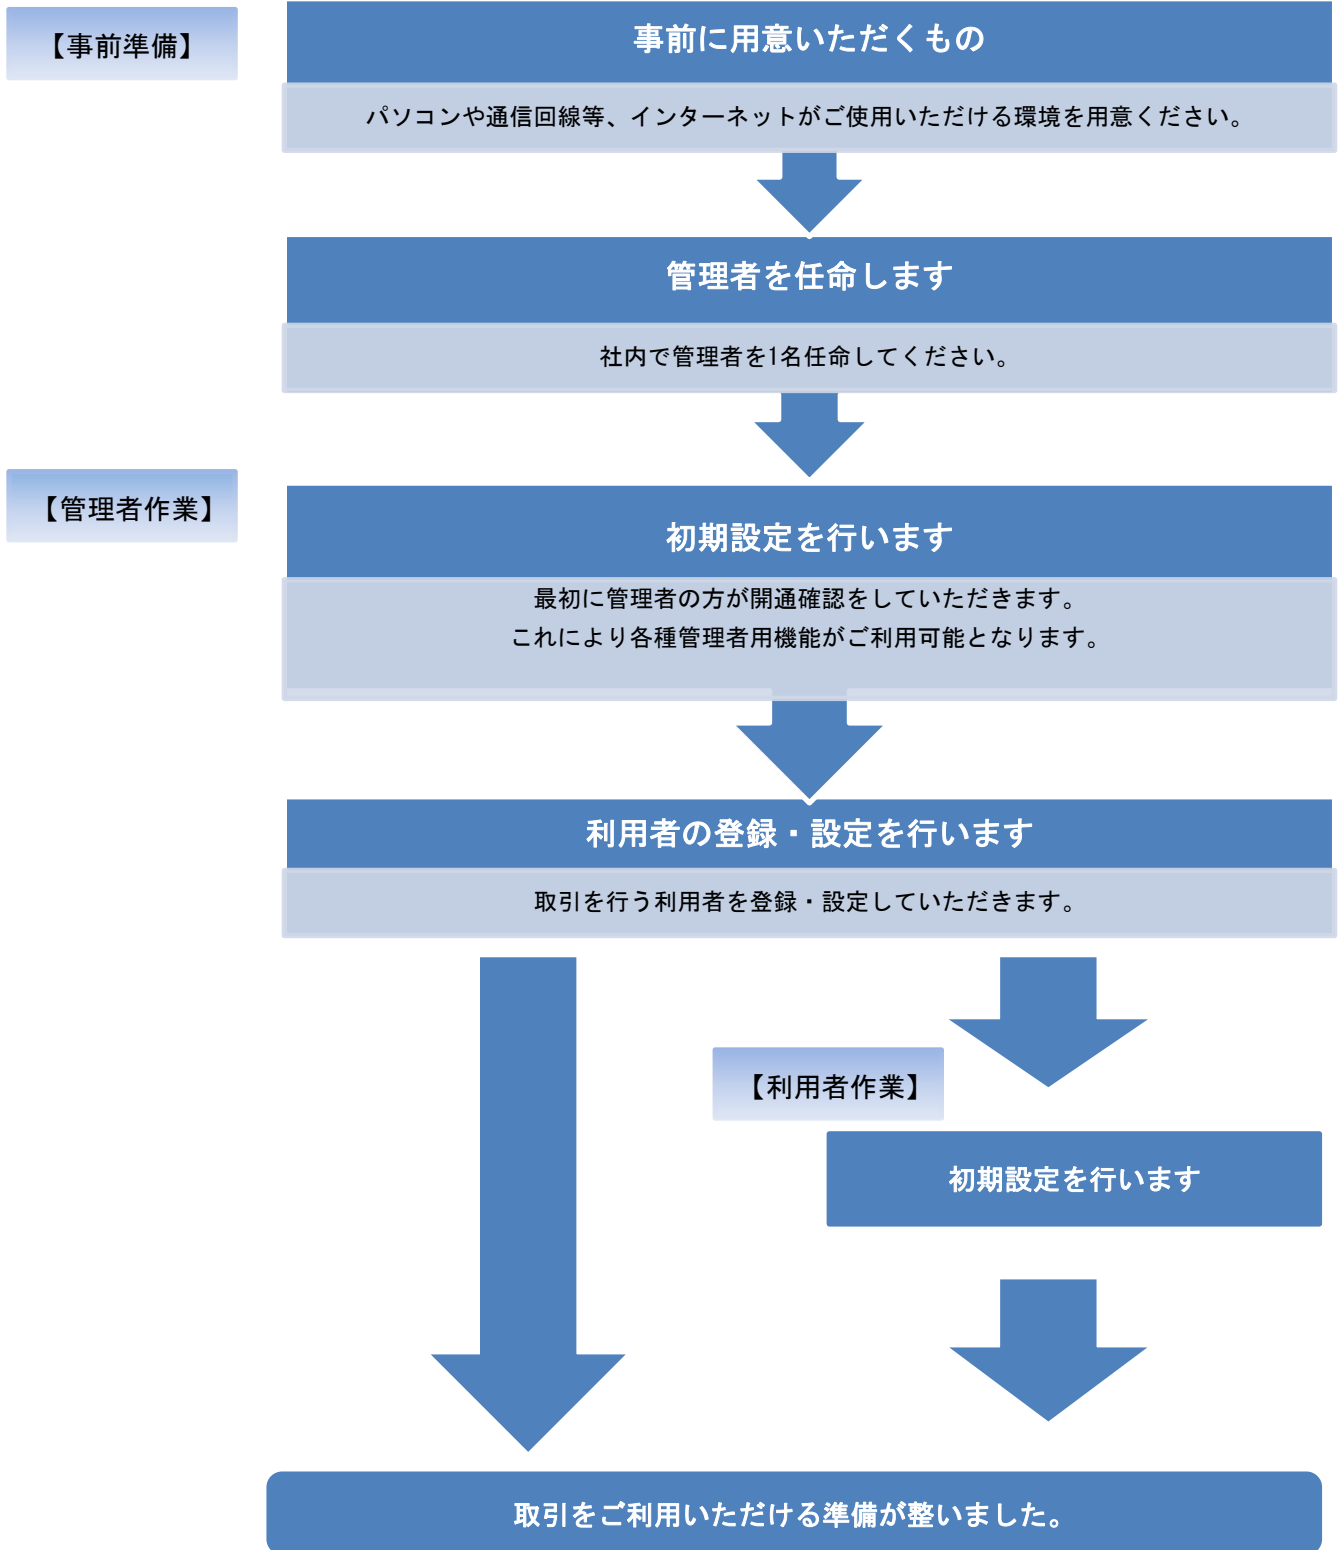 【事前準備】
事前に用意いただくもの
パソコンや通信回線等、インターネットがご使用いただける環境を用意ください。
管理者を任命します
社内で管理者を1名任命してください。
【管理者作業】
初期設定を行います
最初に管理者の方が開通確認をしていただきます。
これにより各種管理者用機能がご利用可能となります。
利用者の登録・設定を行います
取引を行う利用者を登録・設定していただきます。
【利用者作業】
初期設定を行います
取引をご利用いただける準備が整いました。